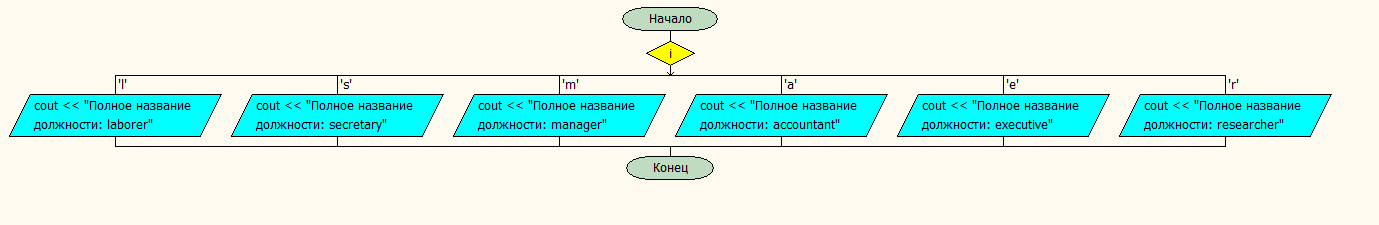 Начало
i
'l'
's'
'm'
'a'
'e'
'r'
cout << "Полное название
должности: laborer"
cout << "Полное название
должности: secretary"
cout << "Полное название
должности: manager"
cout << "Полное название
должности: accountant"
cout << "Полное название
должности: executive"
cout << "Полное название
должности: researcher"
Конец